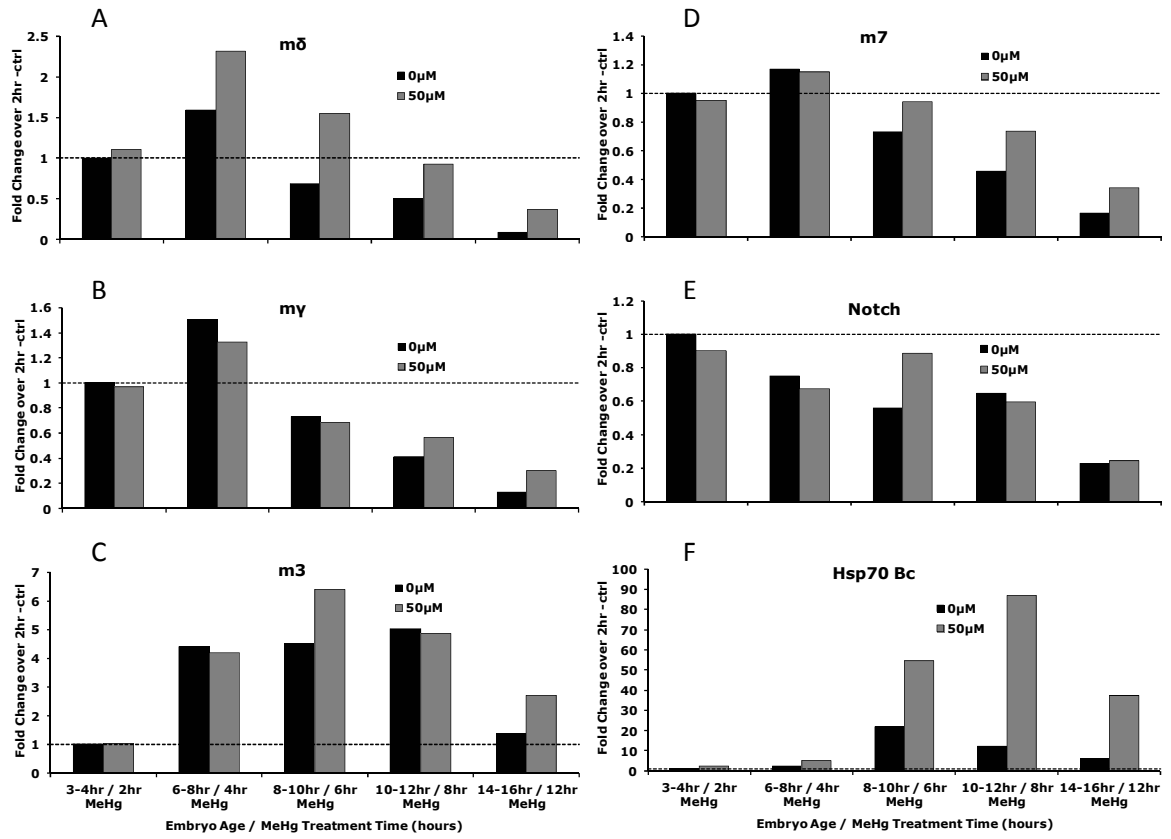 A
mδ
Fold Change over 2hr -ctrl
2.5
2
1.5
1
0.5
0
0µM
50µM
B
mγ
Fold Change over 2hr -ctrl
1.6
1.4
1.2
1
0.8
0.6
0.4
0.2
0
0µM
50µM
C
m3
Fold Change over 2hr -ctrl
7
6
5
4
3
2
1
0
0µM
50µM
3-4hr / 2hr MeHg
6-8hr / 4hr MeHg
8-10hr / 6hr MeHg
10-12hr / 8hr MeHg
14-16hr / 12hr MeHg
Embryo Age / MeHg Treatment Time (hours)
D
m7
Fold Change over 2hr -ctrl
1.4
1.2
1
0.8
0.6
0.4
0.2
0
0µM
50µM
E
Notch
Fold Change over 2hr -ctrl
1.2
1
0.8
0.6
0.4
0.2
0
0µM
50µM
F
Hsp70 Bc
Fold Change over 2hr -ctrl
100
90
80
70
60
50
40
30
20
10
0
0µM
50µM
3-4hr / 2hr
MeHg
6-8hr / 4hr
MeHg
8-10hr / 6hr
MeHg
10-12hr / 8hr
MeHg
14-16hr / 12hr
MeHg
Embryo Age / MeHg Treatment Time (hours)